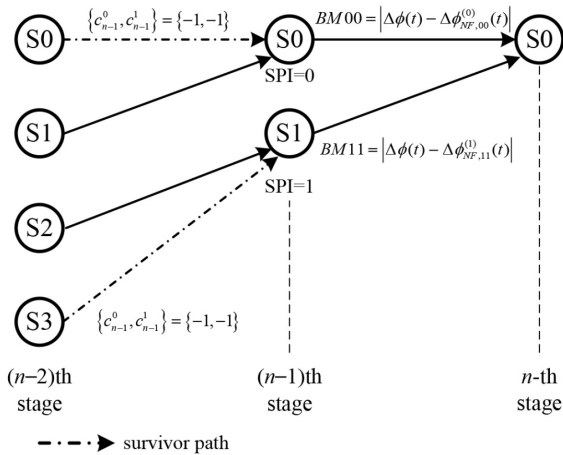 S0
{c⁰ₙ₋₁, c¹ₙ₋₁} = {-1, -1}
S0
SPI=0
BM00 = |Δϕ(t) − Δϕ⁽⁰⁾_{NF,00}(t)|
S0
S1
S1
SPI=1
BM11 = |Δϕ(t) − Δϕ⁽¹⁾_{NF,11}(t)|
S2
S3
{c⁰ₙ₋₁, c¹ₙ₋₁} = {-1, -1}
(n−2)th
stage
(n−1)th
stage
n-th
stage
survivor path